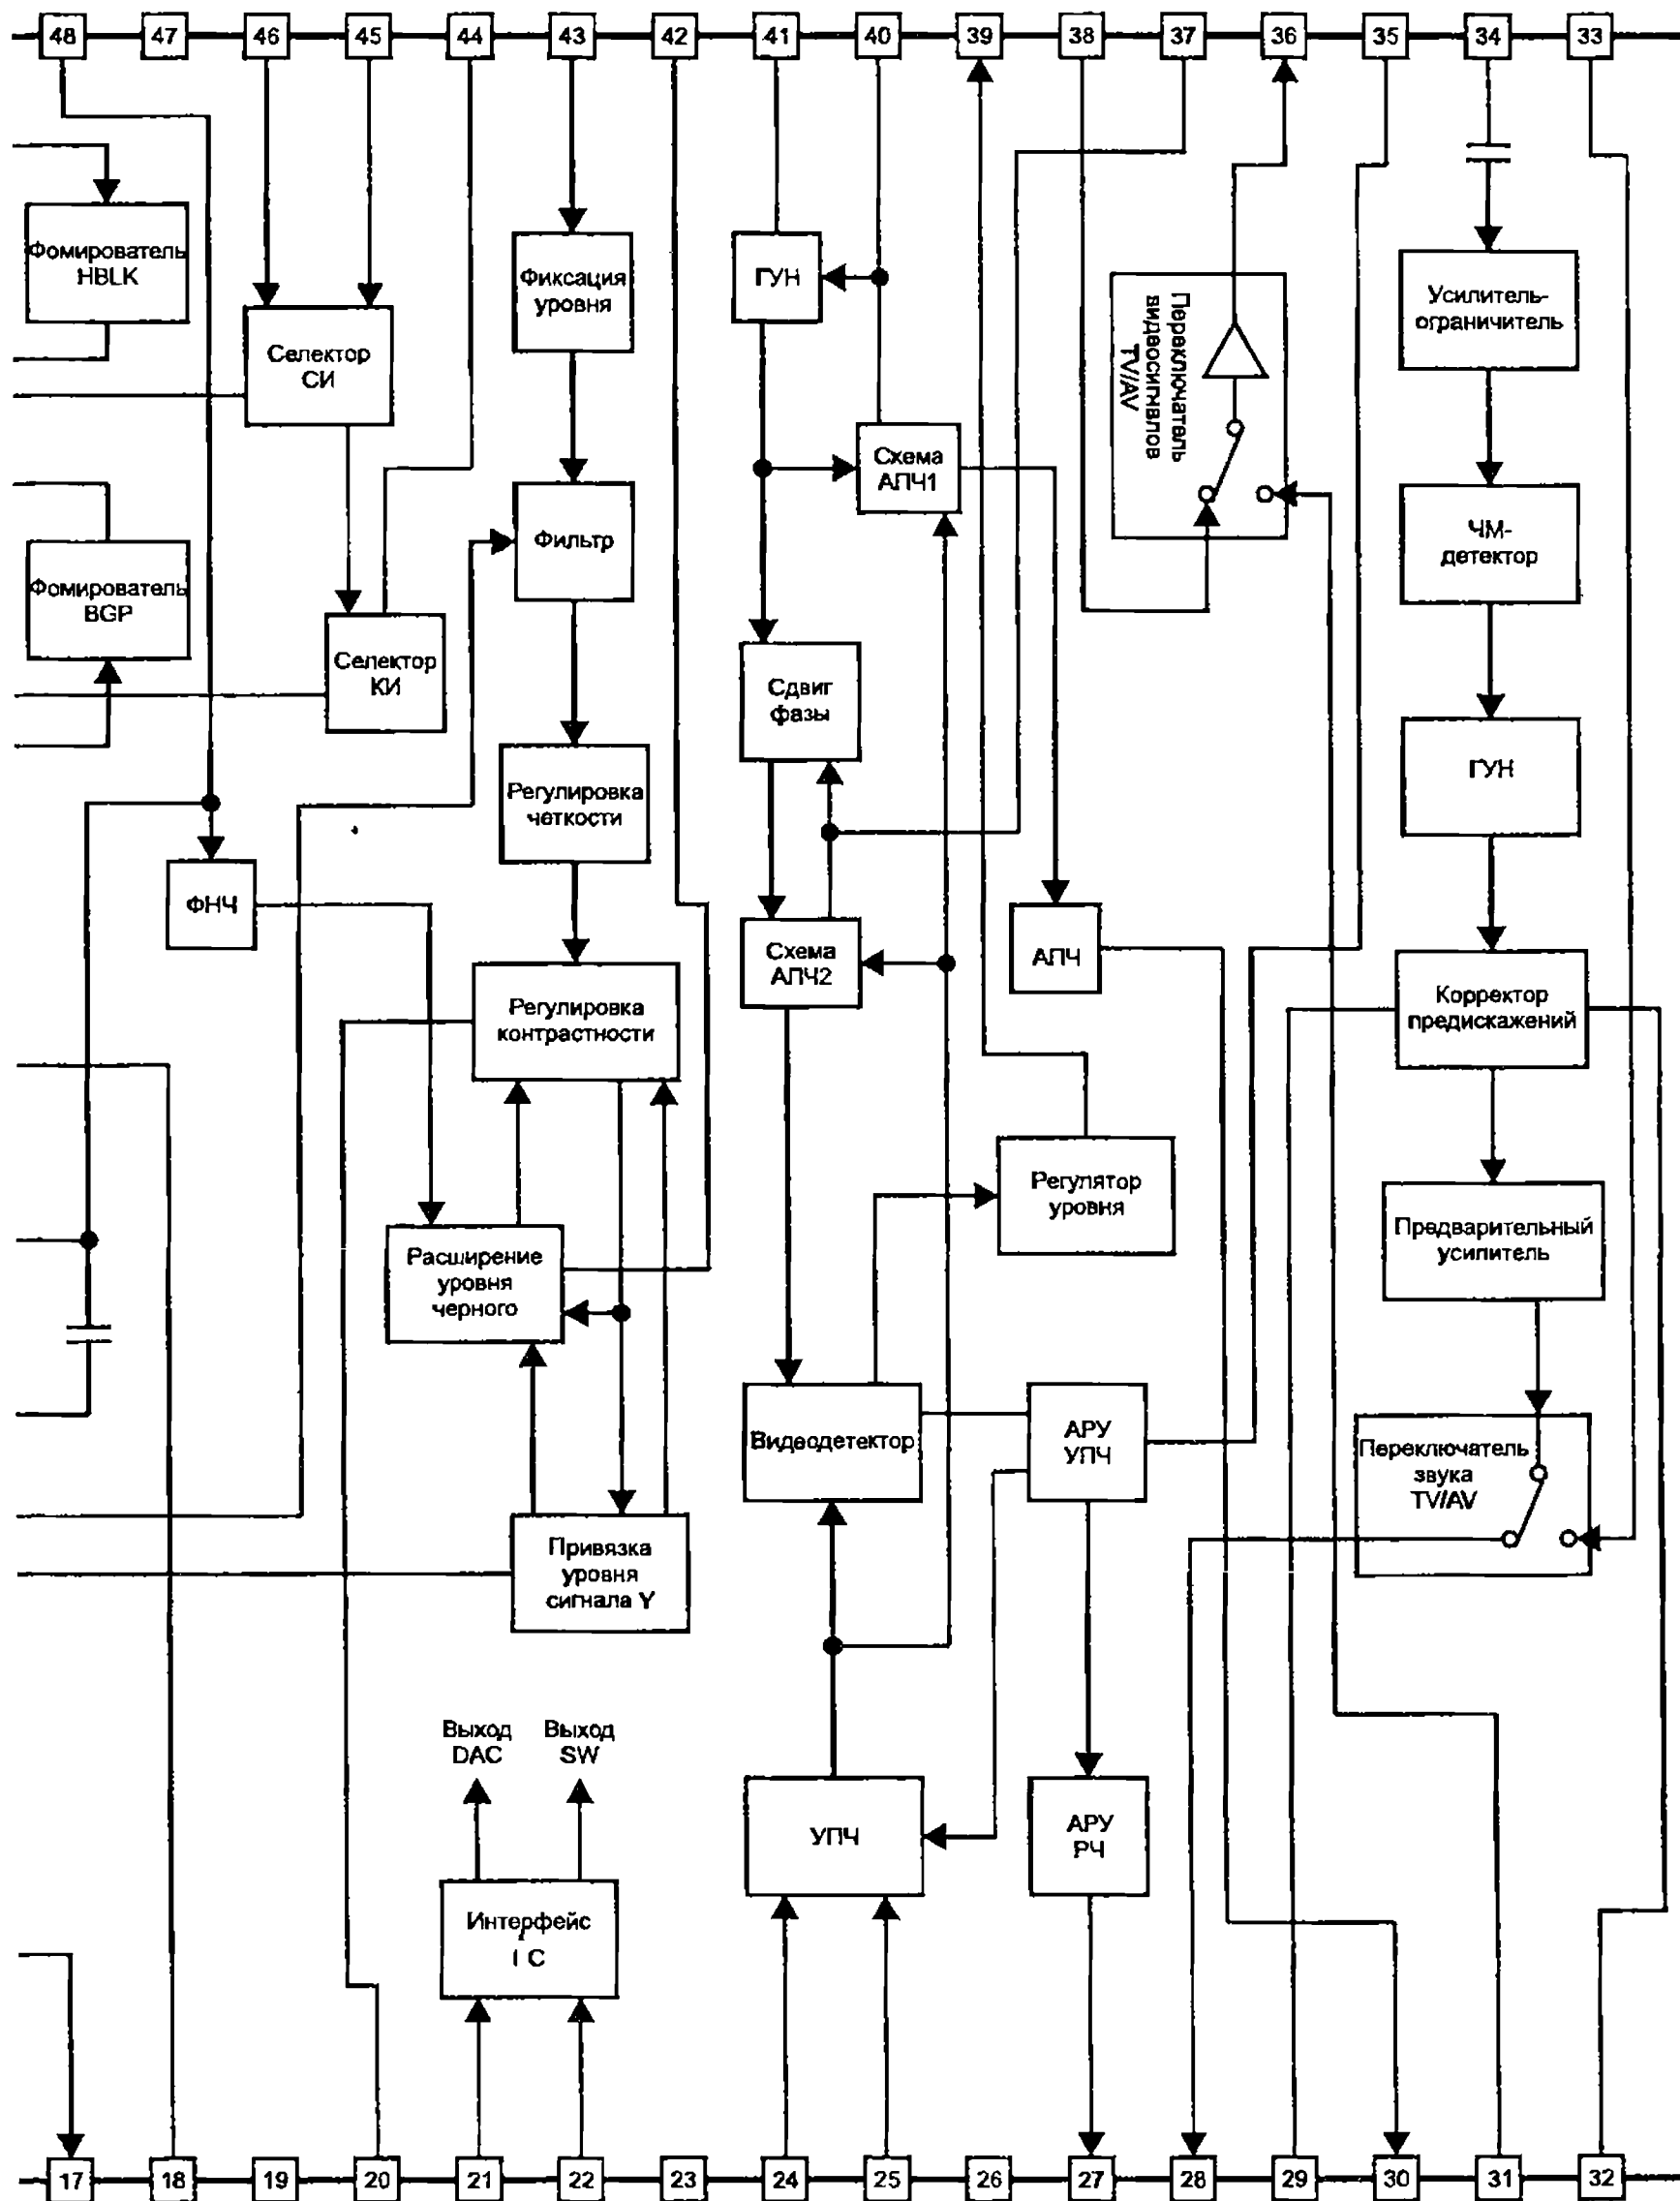 48 47 46 45 44 43 42 41 40 39 38 37 36 35 34 33
Фомирователь
HBLK
Селектор
СИ
Фиксация
уровня
ГУН
Переключатель
видеосигналов
TV/AV
Усилитель-
ограничитель
Схема
АПЧ1
Фильтр
ЧМ-
детектор
Фомирователь
BGP
Селектор
КИ
Сдвиг
фазы
ГУН
Регулировка
четкости
ФНЧ
Схема
АПЧ2
АПЧ
Регулировка
контрастности
Корректор
предискажений
Регулятор
уровня
Предварительный
усилитель
Расширение
уровня
черного
Видеодетектор
АРУ
УПЧ
Переключатель
звука
TV/AV
Привязка
уровня
сигнала Y
Выход
DAC
Выход
SW
УПЧ
АРУ
РЧ
Интерфейс
I C
17 18 19 20 21 22 23 24 25 26 27 28 29 30 31 32